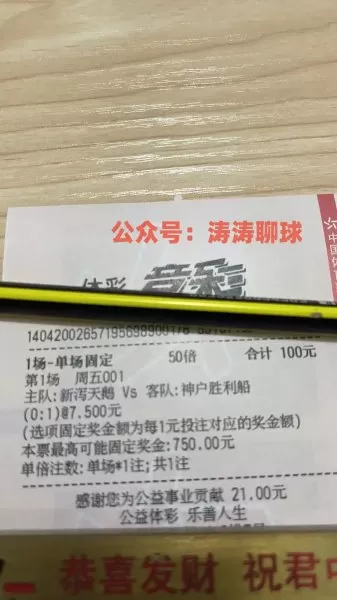 公众号：涛涛聊球
体彩 竞彩
1场-单场固定 50倍 合计 100元
第1场 周五001
主队:新泻天鹅 Vs 客队:神户胜利船
(0:1)@7.500元
(选项固定奖金额为每1元投注对应的奖金额)
本票最高可能固定奖金:750.00元
单倍注数:单场*1注;共1注
感谢您为公益事业贡献 21.00元
公益体彩 乐善人生
恭喜发财 祝君中
中国体